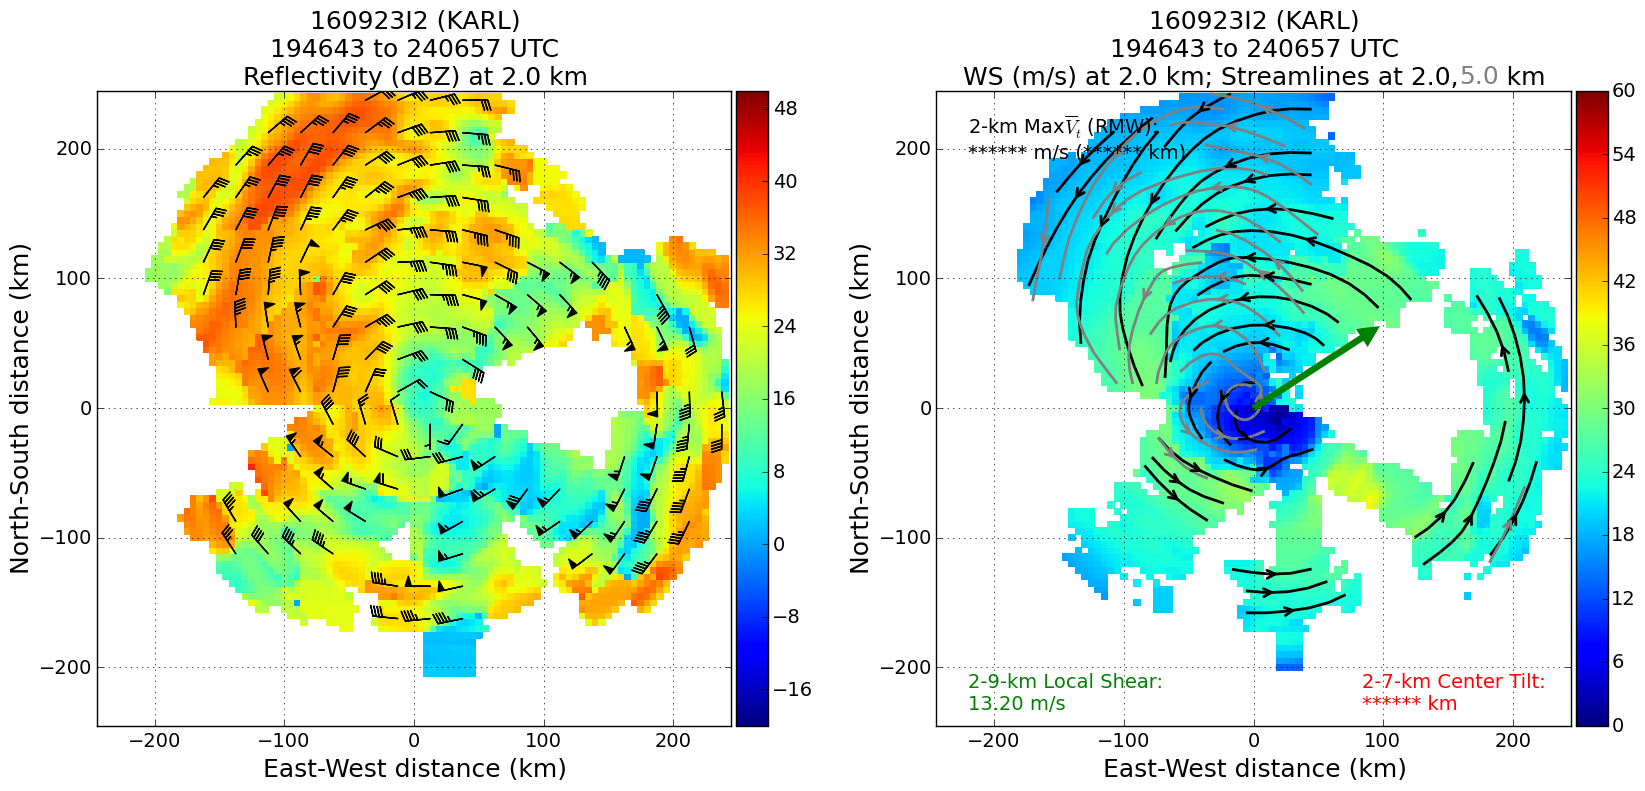 160923I2 (KARL)
194643 to 240657 UTC
Reflectivity (dBZ) at 2.0 km
North-South distance (km)
200
100
0
−100
−200
−200
−100
0
100
200
East-West distance (km)
48
40
32
24
16
8
0
−8
−16
160923I2 (KARL)
194643 to 240657 UTC
WS (m/s) at 2.0 km; Streamlines at 2.0,5.0 km
2-km Max V̅t (RMW):
****** m/s (****** km)
2-9-km Local Shear:
13.20 m/s
2-7-km Center Tilt:
****** km
North-South distance (km)
200
100
0
−100
−200
−200
−100
0
100
200
East-West distance (km)
60
54
48
42
36
30
24
18
12
6
0